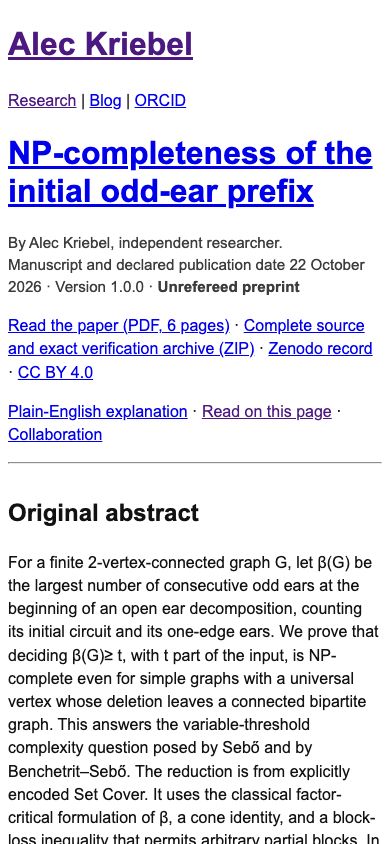 Alec Kriebel
Research | Blog | ORCID
NP-completeness of the
initial odd-ear prefix
By Alec Kriebel, independent researcher.
Manuscript and declared publication date 22 October
2026 · Version 1.0.0 · Unrefereed preprint
Read the paper (PDF, 6 pages) · Complete source
and exact verification archive (ZIP) · Zenodo record
· CC BY 4.0
Plain-English explanation · Read on this page ·
Collaboration
Original abstract
For a finite 2-vertex-connected graph G, let β(G) be
the largest number of consecutive odd ears at the
beginning of an open ear decomposition, counting
its initial circuit and its one-edge ears. We prove that
deciding β(G)≥ t, with t part of the input, is NP-
complete even for simple graphs with a universal
vertex whose deletion leaves a connected bipartite
graph. This answers the variable-threshold
complexity question posed by Sebő and by
Benchetrit–Sebő. The reduction is from explicitly
encoded Set Cover. It uses the classical factor-
critical formulation of β, a cone identity, and a block-
loss inequality that permits arbitrary partial blocks. In